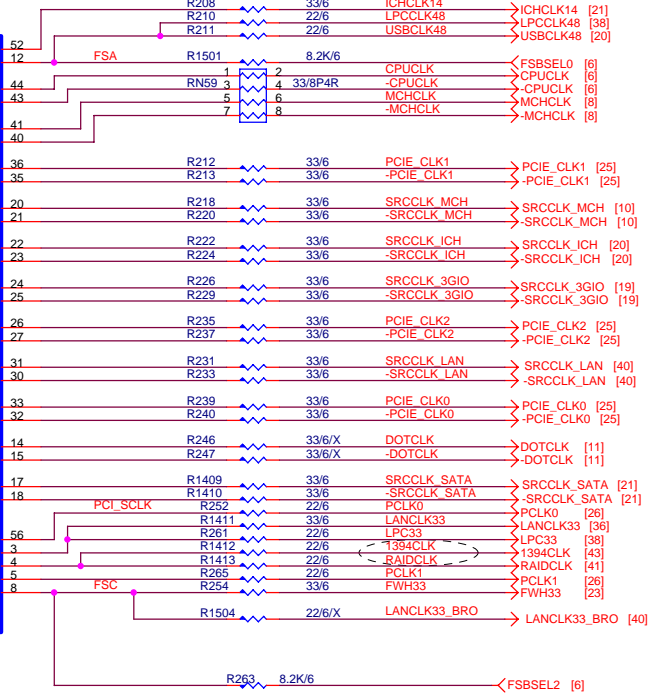 R208 33/6 ICHCLK14 ICHCLK14 [21]
R210 22/6 LPCCLK48 LPCCLK48 [38]
R211 22/6 USBCLK48 USBCLK48 [20]
52
12 FSA R1501 8.2K/6 FSBSEL0 [6]
1 2 CPUCLK CPUCLK [6]
44 RN59 3 4 33/8P4R -CPUCLK -CPUCLK [6]
43 5 6 MCHCLK MCHCLK [8]
7 8 -MCHCLK -MCHCLK [8]
41
40
36 R212 33/6 PCIE_CLK1 PCIE_CLK1 [25]
35 R213 33/6 -PCIE_CLK1 -PCIE_CLK1 [25]
20 R218 33/6 SRCCLK_MCH SRCCLK_MCH [10]
21 R220 33/6 -SRCCLK_MCH -SRCCLK_MCH [10]
22 R222 33/6 SRCCLK_ICH SRCCLK_ICH [20]
23 R224 33/6 -SRCCLK_ICH -SRCCLK_ICH [20]
24 R226 33/6 SRCCLK_3GIO SRCCLK_3GIO [19]
25 R229 33/6 -SRCCLK_3GIO -SRCCLK_3GIO [19]
26 R235 33/6 PCIE_CLK2 PCIE_CLK2 [25]
27 R237 33/6 -PCIE_CLK2 -PCIE_CLK2 [25]
31 R231 33/6 SRCCLK_LAN SRCCLK_LAN [40]
30 R233 33/6 -SRCCLK_LAN -SRCCLK_LAN [40]
33 R239 33/6 PCIE_CLK0 PCIE_CLK0 [25]
32 R240 33/6 -PCIE_CLK0 -PCIE_CLK0 [25]
14 R246 33/6/X DOTCLK DOTCLK [11]
15 R247 33/6/X -DOTCLK -DOTCLK [11]
17 R1409 33/6 SRCCLK_SATA SRCCLK_SATA [21]
18 R1410 33/6 -SRCCLK_SATA -SRCCLK_SATA [21]
PCI_SCLK R252 22/6 PCLK0 PCLK0 [26]
R1411 33/6 LANCLK33 LANCLK33 [36]
56 R261 22/6 LPC33 LPC33 [38]
3 R1412 22/6 1394CLK 1394CLK [43]
4 R1413 22/6 RAIDCLK RAIDCLK [41]
5 R265 22/6 PCLK1 PCLK1 [26]
8 FSC R254 33/6 FWH33 FWH33 [23]
R1504 22/6/X LANCLK33_BRO LANCLK33_BRO [40]
R263 8.2K/6 FSBSEL2 [6]